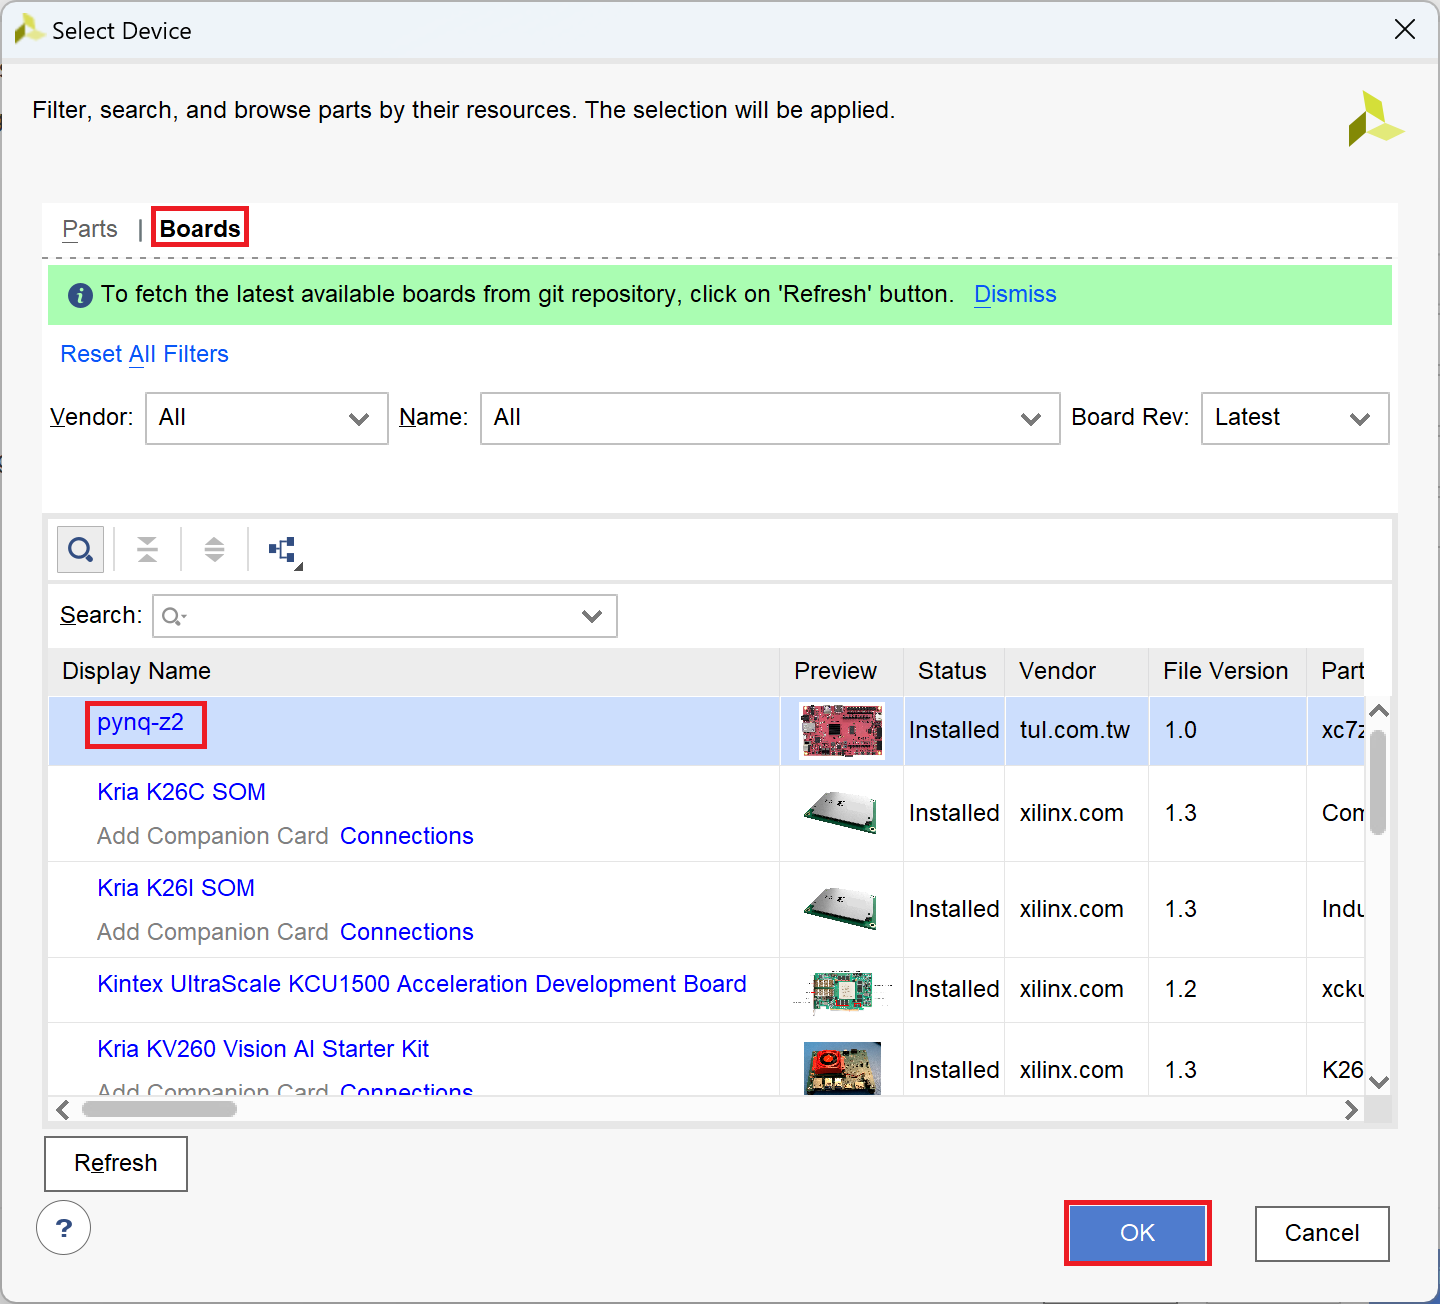 Select Device
Filter, search, and browse parts by their resources. The selection will be applied.
Parts | Boards
To fetch the latest available boards from git repository, click on 'Refresh' button. Dismiss
Reset All Filters
Vendor: All Name: All Board Rev: Latest
Search:
Display Name Preview Status Vendor File Version Part
pynq-z2 Installed tul.com.tw 1.0 xc7z
Kria K26C SOM
Installed xilinx.com 1.3 Com
Add Companion Card Connections
Kria K26I SOM
Installed xilinx.com 1.3 Indu
Add Companion Card Connections
Kintex UltraScale KCU1500 Acceleration Development Board Installed xilinx.com 1.2 xcku
Kria KV260 Vision AI Starter Kit
Installed xilinx.com 1.3 K26
Add Companion Card Connections
Refresh
?
OK Cancel